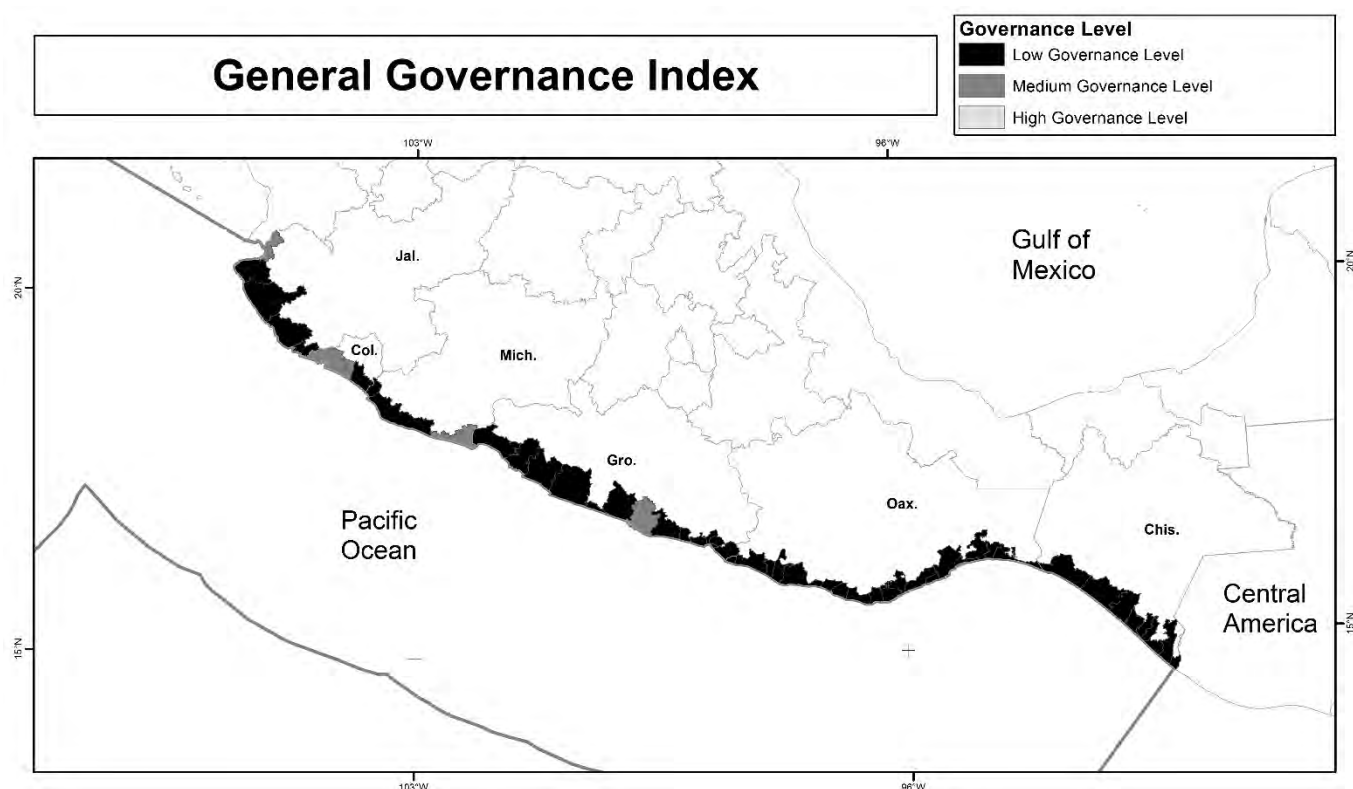 General Governance Index
Governance Level
Low Governance Level
Medium Governance Level
High Governance Level
103°W
96°W
Gulf of
Mexico
Jal.
20°N
20°N
Col.
Mich.
Gro.
Oax.
Pacific
Ocean
Chis.
Central
America
15°N
15°N
103°W
96°W